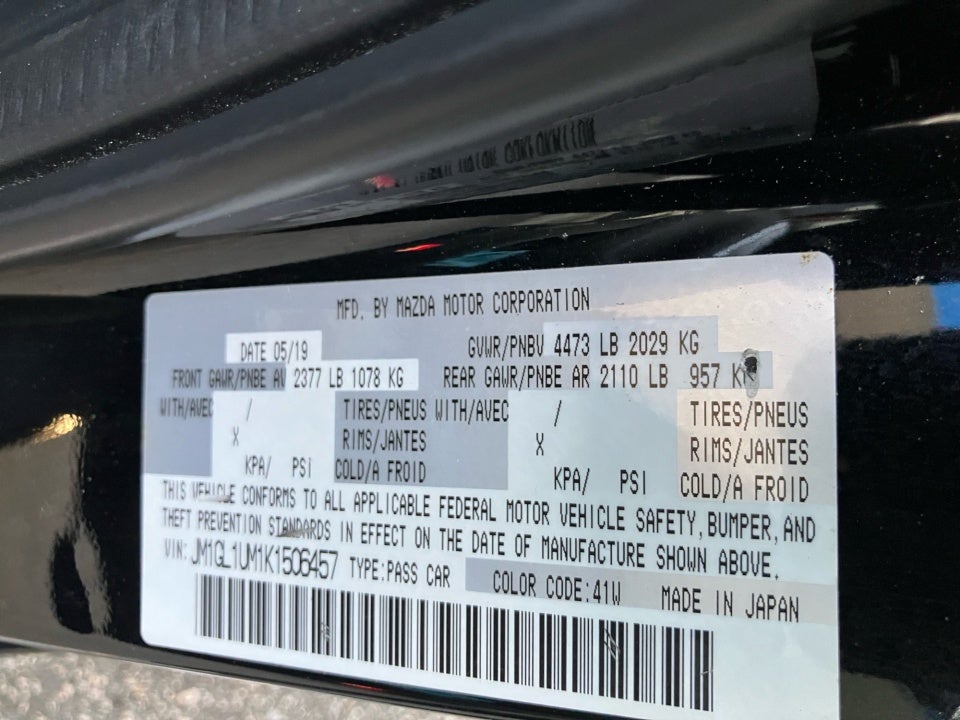 MFD. BY MAZDA MOTOR CORPORATION
DATE 05/19 GVWR/PNBV 4473 LB 2029 KG
FRONT GAWR/PNBE AV 2377 LB 1078 KG REAR GAWR/PNBE AR 2110 LB 957 KG
WITH/AVEC / TIRES/PNEUS WITH/AVEC / TIRES/PNEUS
X RIMS/JANTES X RIMS/JANTES
KPA/ PSI COLD/A FROID KPA/ PSI COLD/A FROID
THIS VEHICLE CONFORMS TO ALL APPLICABLE FEDERAL MOTOR VEHICLE SAFETY, BUMPER, AND
THEFT PREVENTION STANDARDS IN EFFECT ON THE DATE OF MANUFACTURE SHOWN ABOVE.
VIN: JM1GL1UM1K1506457 TYPE:PASS CAR COLOR CODE:41W MADE IN JAPAN